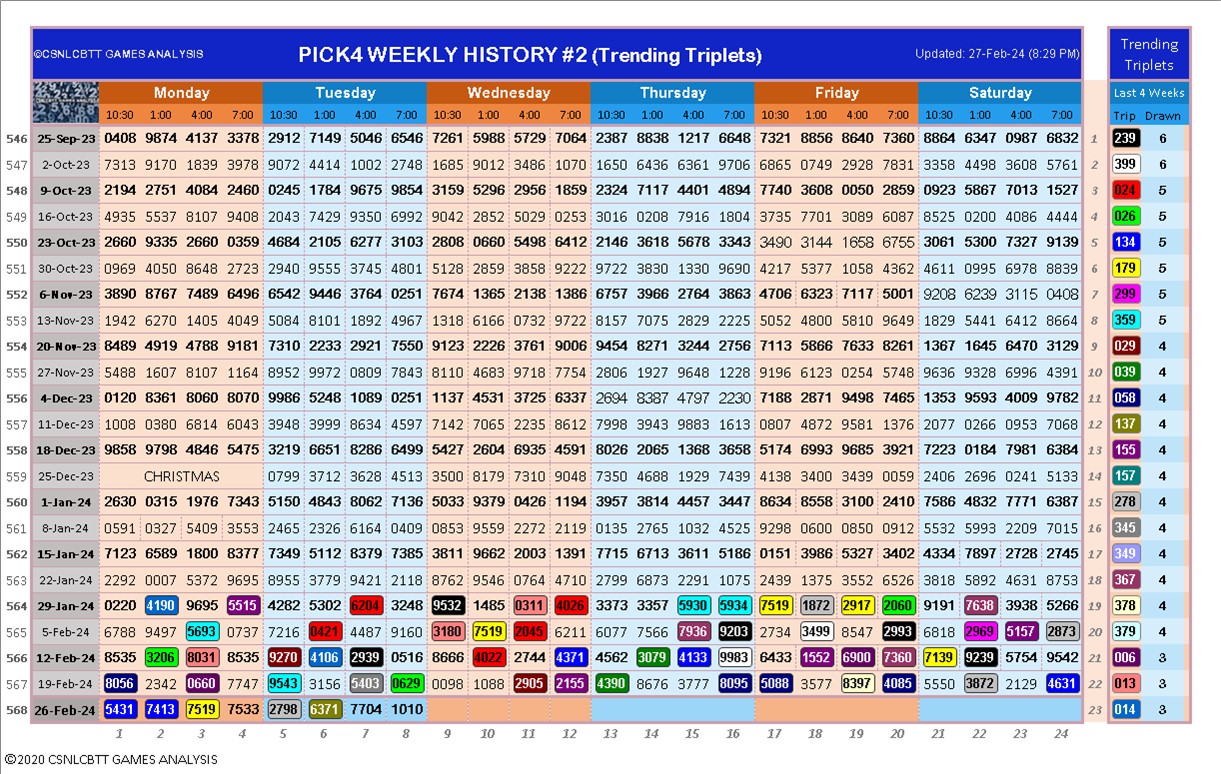 ©CSNLCBTT GAMES ANALYSIS PICK4 WEEKLY HISTORY #2 (Trending Triplets) Updated: 27-Feb-24 (8:29 PM) Trending
Triplets
Monday Tuesday Wednesday Thursday Friday Saturday Last 4 Weeks
10:30 1:00 4:00 7:00 10:30 1:00 4:00 7:00 10:30 1:00 4:00 7:00 10:30 1:00 4:00 7:00 10:30 1:00 4:00 7:00 10:30 1:00 4:00 7:00 Trip Drawn
546 25-Sep-23 0408 9874 4137 3378 2912 7149 5046 6546 7261 5988 5729 7064 2387 8838 1217 6648 7321 8856 8640 7360 8864 6347 0987 6832 1 239 6
547 2-Oct-23 7313 9170 1839 3978 9072 4414 1002 2748 1685 9012 3486 1070 1650 6436 6361 9706 6865 0749 2928 7831 3358 4498 3608 5761 2 399 6
548 9-Oct-23 2194 2751 4084 2460 0245 1784 9675 9854 3159 5296 2956 1859 2324 7117 4401 4894 7740 3608 0050 2859 0923 5867 7013 1527 3 024 5
549 16-Oct-23 4935 5537 8107 9408 2043 7429 9350 6992 9042 2852 5029 0253 3016 0208 7916 1804 3735 7701 3089 6087 8525 0200 4086 4444 4 026 5
550 23-Oct-23 2660 9335 2660 0359 4684 2105 6277 3103 2808 0660 5498 6412 2146 3618 5678 3343 3490 3144 1658 6755 3061 5300 7327 9139 5 134 5
551 30-Oct-23 0969 4050 8648 2723 2940 9555 3745 4801 5128 2859 3858 9222 9722 3830 1330 9690 4217 5377 1058 4362 4611 0995 6978 8839 6 179 5
552 6-Nov-23 3890 8767 7489 6496 6542 9446 3764 0251 7674 1365 2138 1386 6757 3966 2764 3863 4706 6323 7117 5001 9208 6239 3115 0408 7 299 5
553 13-Nov-23 1942 6270 1405 4049 5084 8101 1892 4967 1318 6166 0732 9722 8157 7075 2829 2225 5052 4800 5810 9649 1829 5441 6412 8664 8 359 5
554 20-Nov-23 8489 4919 4788 9181 7310 2233 2921 7550 9123 2226 3761 9006 9454 8271 3244 2756 7113 5866 7633 8261 1367 1645 6470 3129 9 029 4
555 27-Nov-23 5488 1607 8107 1164 8952 9972 0809 7843 8110 4683 9718 7754 2806 1927 9648 1228 9196 6123 0254 5748 9636 9328 6996 4391 10 039 4
556 4-Dec-23 0120 8361 8060 8070 9986 5248 1089 0251 1137 4531 3725 6337 2694 8387 4797 2230 7188 2871 9498 7465 1353 9593 4009 9782 11 058 4
557 11-Dec-23 1008 0380 6814 6043 3948 3999 8634 4597 7142 7065 2235 8612 7998 3943 9883 1613 0807 4872 9581 1376 2077 0266 0953 7068 12 137 4
558 18-Dec-23 9858 9798 4846 5475 3219 6651 8286 6499 5427 2604 6935 4591 8026 2065 1368 3658 5174 6993 9685 3921 7223 0184 7981 6384 13 155 4
559 25-Dec-23 CHRISTMAS 0799 3712 3628 4513 3500 8179 7310 9048 7350 4688 1929 7439 4138 3400 3439 0059 2406 2696 0241 5133 14 157 4
560 1-Jan-24 2630 0315 1976 7343 5150 4843 8062 7136 5033 9379 0426 1194 3957 3814 4457 3447 8634 8558 3100 2410 7586 4832 7771 6387 15 278 4
561 8-Jan-24 0591 0327 5409 3553 2465 2326 6164 0409 0853 9559 2272 2119 0135 2765 1032 4525 9298 0600 0850 0912 5532 5993 2209 7015 16 345 4
562 15-Jan-24 7123 6589 1800 8377 7349 5112 8379 7385 3811 9662 2003 1391 7715 6713 3611 5186 0151 3986 5327 3402 4334 7897 2728 2745 17 349 4
563 22-Jan-24 2292 0007 5372 9695 8955 3779 9421 2118 8762 9546 0764 4710 2799 6873 2291 1075 2439 1375 3552 6526 3818 5892 4631 8753 18 367 4
564 29-Jan-24 0220 4190 9695 5515 4282 5302 6204 3248 9532 1485 0311 4026 3373 3357 5930 5934 7519 1872 2917 2060 9191 7638 3938 5266 19 378 4
565 5-Feb-24 6788 9497 5693 0737 7216 0421 4487 9160 3180 7519 2045 6211 6077 7566 7936 9203 2734 3499 8547 2993 6818 2969 5157 2873 20 379 4
566 12-Feb-24 8535 3206 8031 8535 9270 4106 2939 0516 8666 4022 2744 4371 4562 3079 4133 9983 6433 1552 6900 7360 7139 9239 5754 9542 21 006 3
567 19-Feb-24 8056 2342 0660 7747 9543 3156 5403 0629 0098 1088 2905 2155 4390 8676 3777 8095 5088 3577 8397 4085 5550 3872 2129 4631 22 013 3
568 26-Feb-24 5431 7413 7519 7533 2798 6371 7704 1010 23 014 3
1 2 3 4 5 6 7 8 9 10 11 12 13 14 15 16 17 18 19 20 21 22 23 24
©2020 CSNLCBTT GAMES ANALYSIS